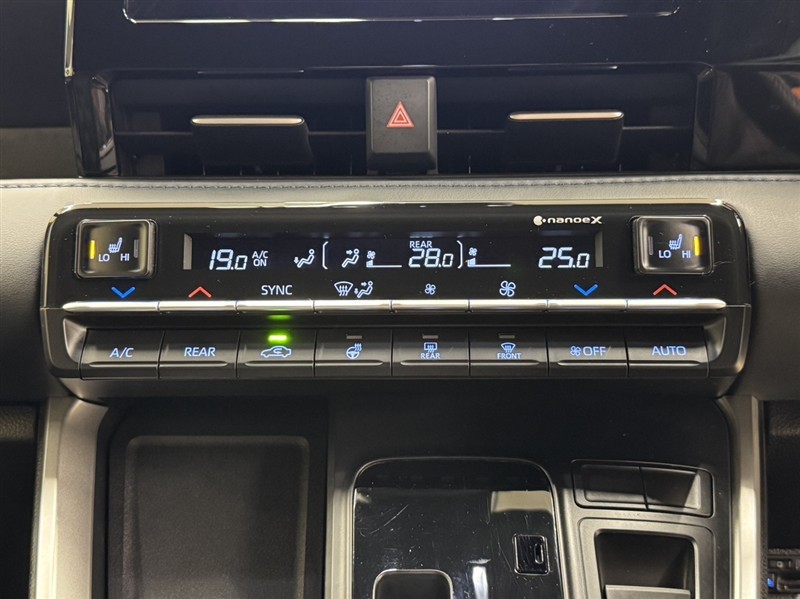 nanoeX
LO HI
19.0 A/C ON
REAR 28.0
25.0
LO HI
SYNC
A/C
REAR
REAR
FRONT
OFF
AUTO